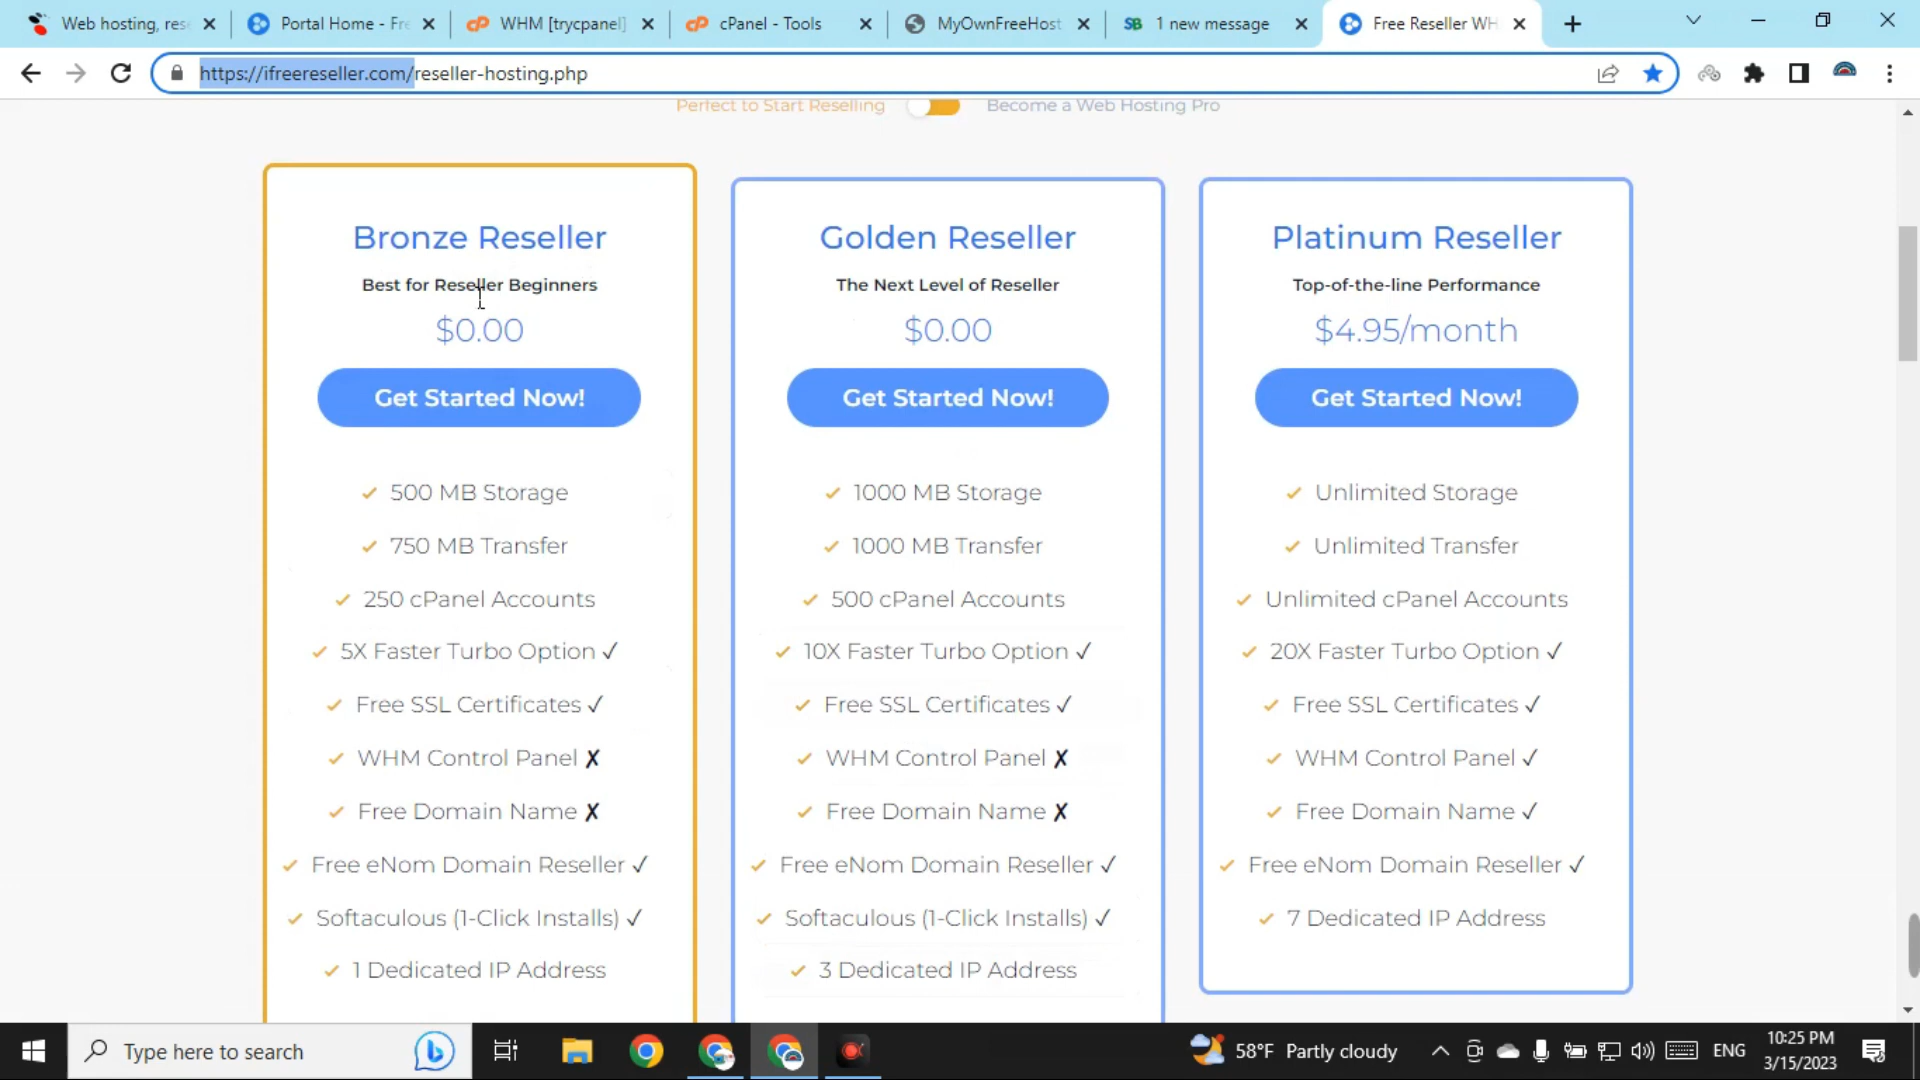 Web hosting, rese
Portal Home - Fre
WHM [trycpanel]
cPanel - Tools
MyOwnFreeHost
SB 1 new message
Free Reseller WH
https://ifreereseller.com/reseller-hosting.php
Perfect to Start Reselling
Become a Web Hosting Pro
Bronze Reseller
Best for Reseller Beginners
$0.00
Get Started Now!
✓ 500 MB Storage
✓ 750 MB Transfer
✓ 250 cPanel Accounts
✓ 5X Faster Turbo Option ✓
✓ Free SSL Certificates ✓
✓ WHM Control Panel ✗
✓ Free Domain Name ✗
✓ Free eNom Domain Reseller ✓
✓ Softaculous (1-Click Installs) ✓
✓ 1 Dedicated IP Address
Golden Reseller
The Next Level of Reseller
$0.00
Get Started Now!
✓ 1000 MB Storage
✓ 1000 MB Transfer
✓ 500 cPanel Accounts
✓ 10X Faster Turbo Option ✓
✓ Free SSL Certificates ✓
✓ WHM Control Panel ✗
✓ Free Domain Name ✗
✓ Free eNom Domain Reseller ✓
✓ Softaculous (1-Click Installs) ✓
✓ 3 Dedicated IP Address
Platinum Reseller
Top-of-the-line Performance
$4.95/month
Get Started Now!
✓ Unlimited Storage
✓ Unlimited Transfer
✓ Unlimited cPanel Accounts
✓ 20X Faster Turbo Option ✓
✓ Free SSL Certificates ✓
✓ WHM Control Panel ✓
✓ Free Domain Name ✓
✓ Free eNom Domain Reseller ✓
✓ 7 Dedicated IP Address
Type here to search
58°F Partly cloudy
ENG
10:25 PM
3/15/2023